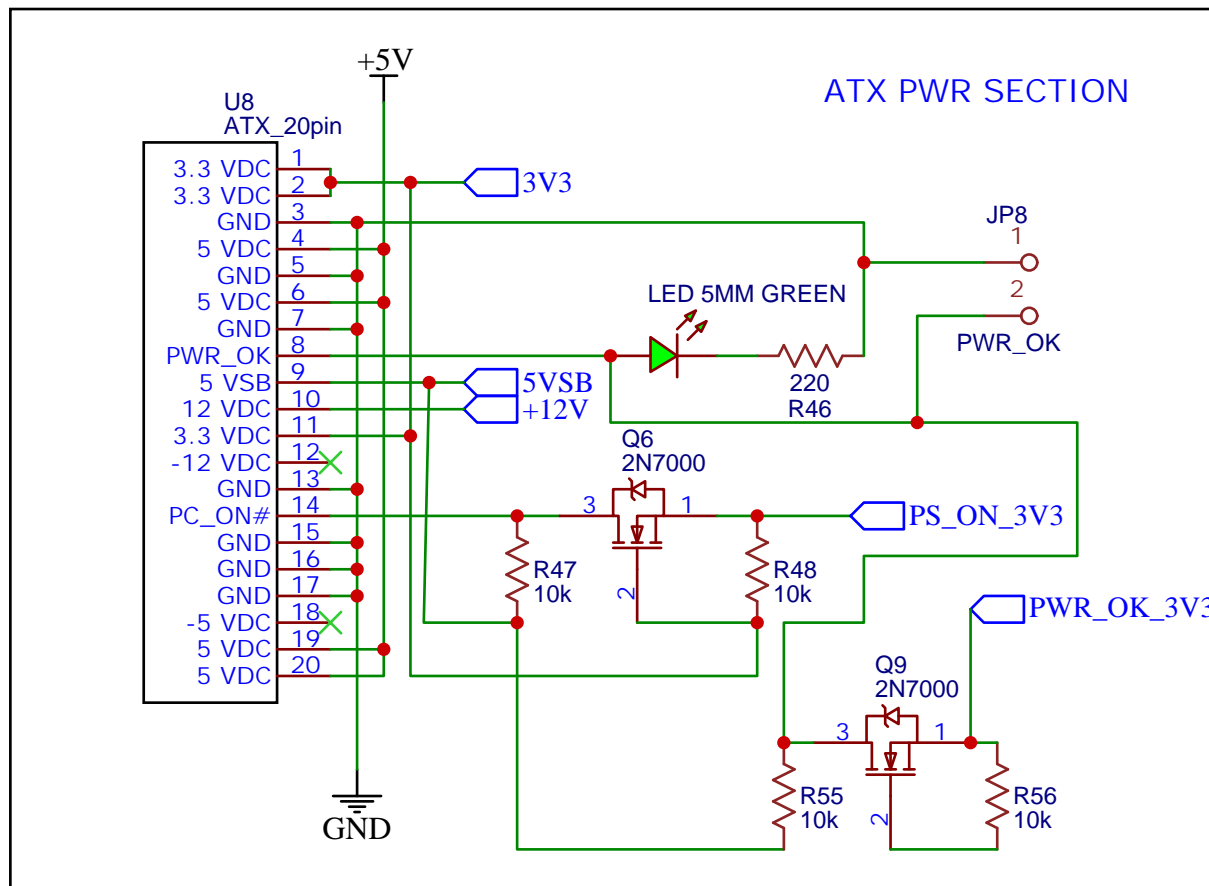 +5V
ATX PWR SECTION
U8
ATX_20pin
3.3 VDC 1
3.3 VDC 2
GND 3
5 VDC 4
GND 5
5 VDC 6
GND 7
PWR_OK 8
5 VSB 9
12 VDC 10
3.3 VDC 11
-12 VDC 12
GND 13
PC_ON# 14
GND 15
GND 16
GND 17
-5 VDC 18
5 VDC 19
5 VDC 20
3V3
5VSB
+12V
JP8
1
2
PWR_OK
LED 5MM GREEN
220
R46
Q6
2N7000
3
1
2
R47
10k
R48
10k
PS_ON_3V3
PWR_OK_3V3
Q9
2N7000
3
1
2
R55
10k
R56
10k
GND